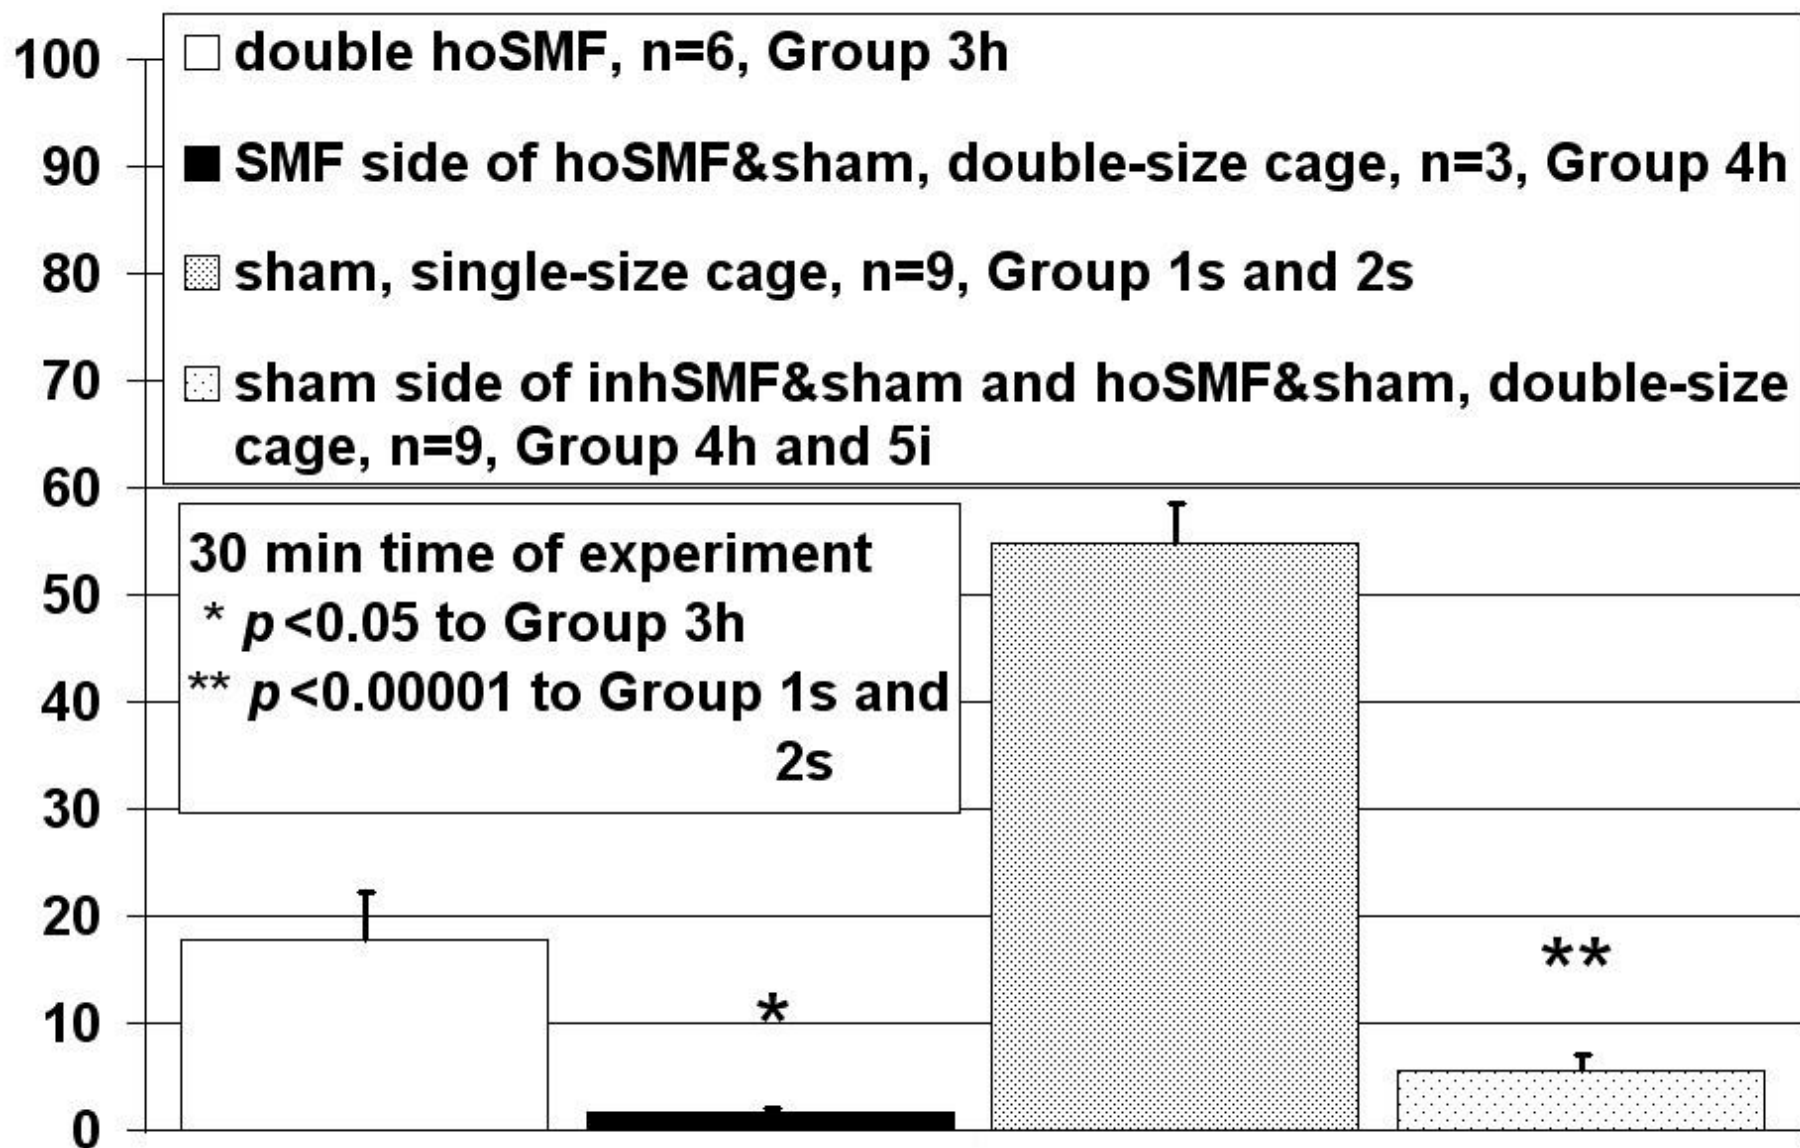 100
90
80
70
60
50
40
30
20
10
0
double hoSMF, n=6, Group 3h
SMF side of hoSMF&sham, double-size cage, n=3, Group 4h
sham, single-size cage, n=9, Group 1s and 2s
sham side of inhSMF&sham and hoSMF&sham, double-size
cage, n=9, Group 4h and 5i
30 min time of experiment
* p<0.05 to Group 3h
** p<0.00001 to Group 1s and
2s
*
**